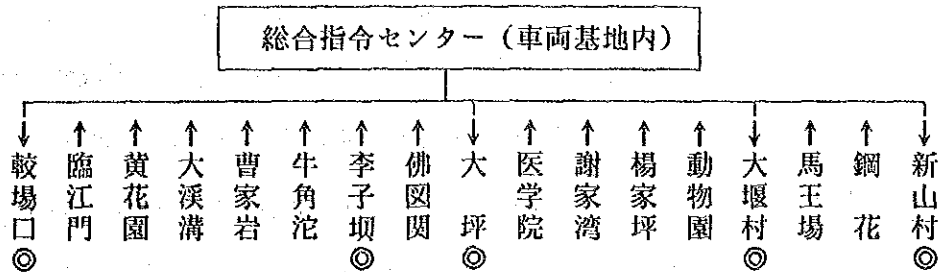 総合指令センター（車両基地内）
較場口◎
臨江門
黄花園
大渓溝
曹家岩
牛角沱
李子坝◎
佛図関
大坪◎
医学院
謝家湾
楊家坪
動物園
大堰村◎
馬王場
鋼花
新山村◎